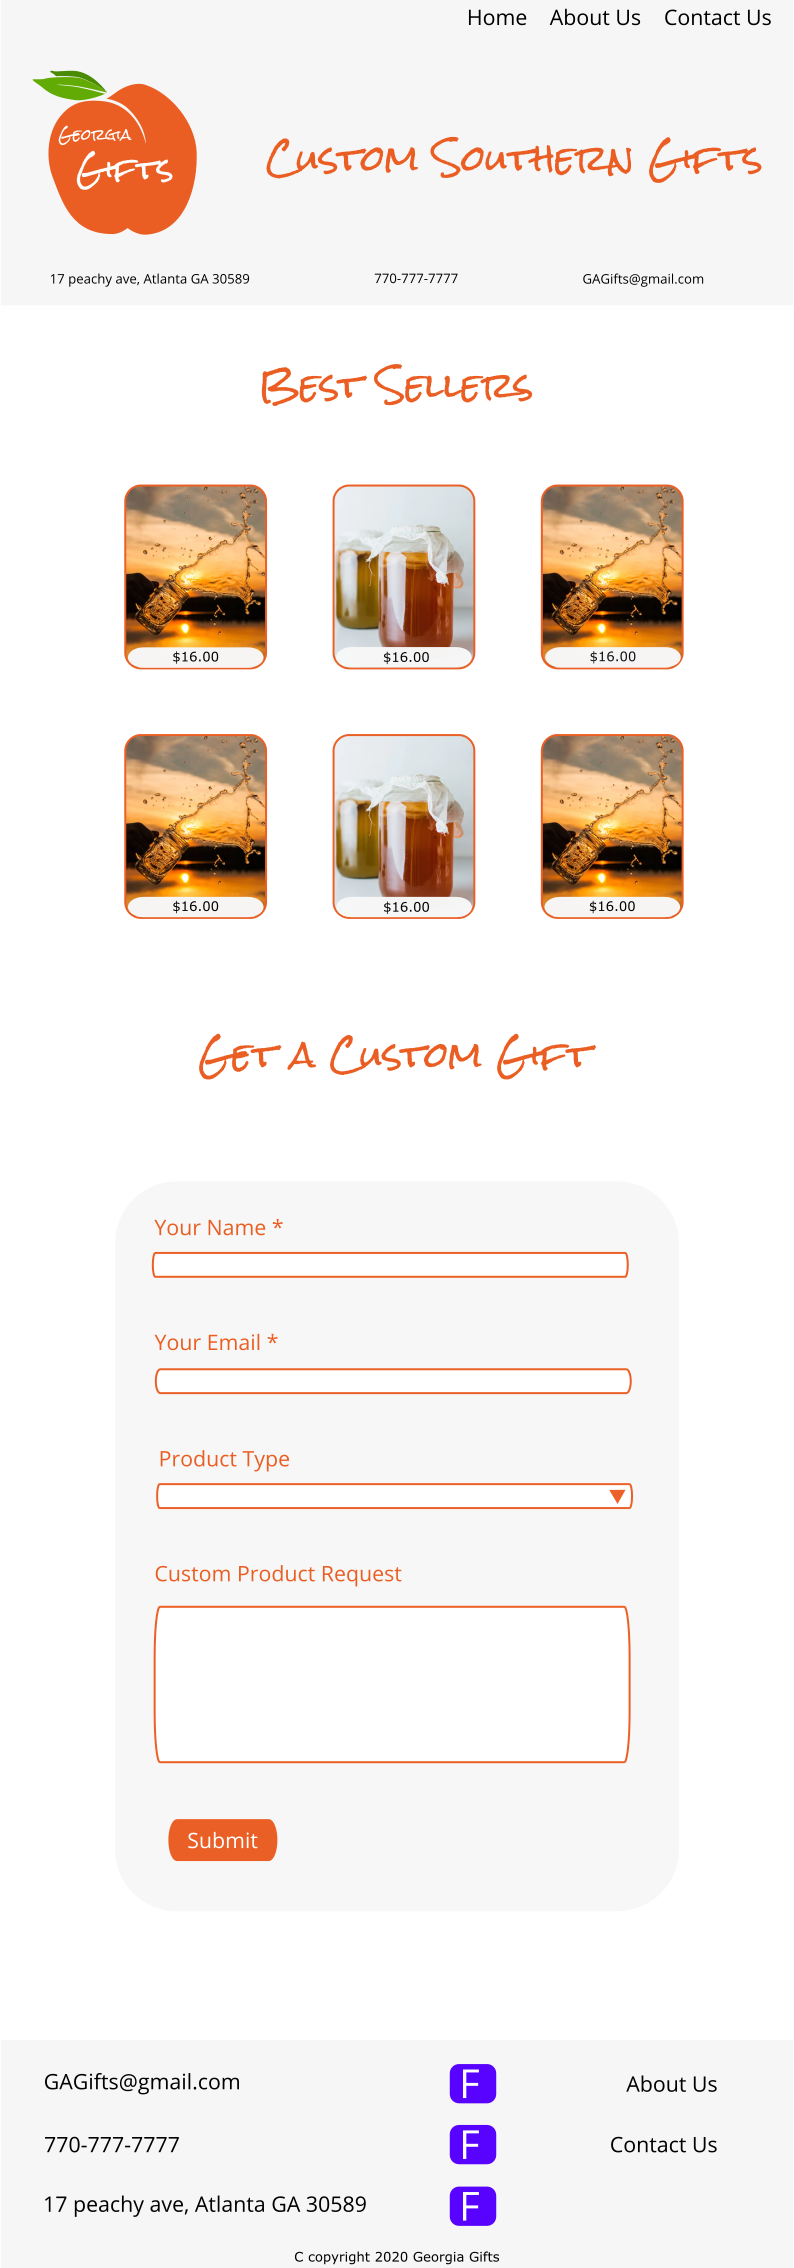 Home About Us Contact Us
Georgia
Gifts
Custom Southern Gifts
17 peachy ave, Atlanta GA 30589 770-777-7777 GAGifts@gmail.com
Best Sellers
$16.00 $16.00 $16.00
$16.00 $16.00 $16.00
Get a Custom Gift
Your Name *
Your Email *
Product Type
Custom Product Request
Submit
GAGifts@gmail.com F About Us
770-777-7777 F Contact Us
17 peachy ave, Atlanta GA 30589 F
C copyright 2020 Georgia Gifts